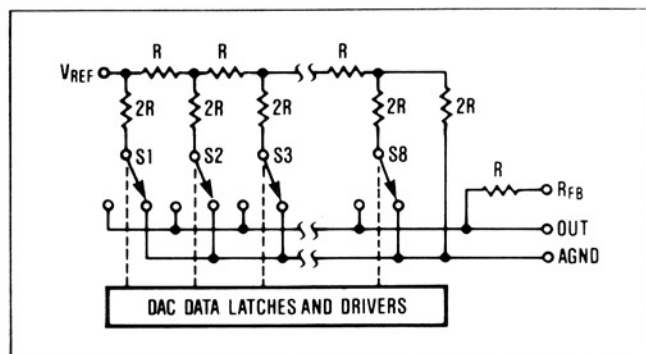 R R R
VREF
2R 2R 2R 2R 2R
S1 S2 S3 S8
R RFB
OUT
AGND
DAC DATA LATCHES AND DRIVERS